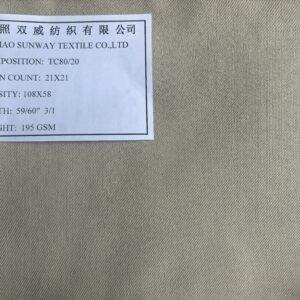 照双威纺织有限公司
HAO SUNWAY TEXTILE CO.,LTD
POSITION: TC80/20
N COUNT: 21X21
SITY: 108X58
TH: 59/60" 3/1
GHT: 195 GSM